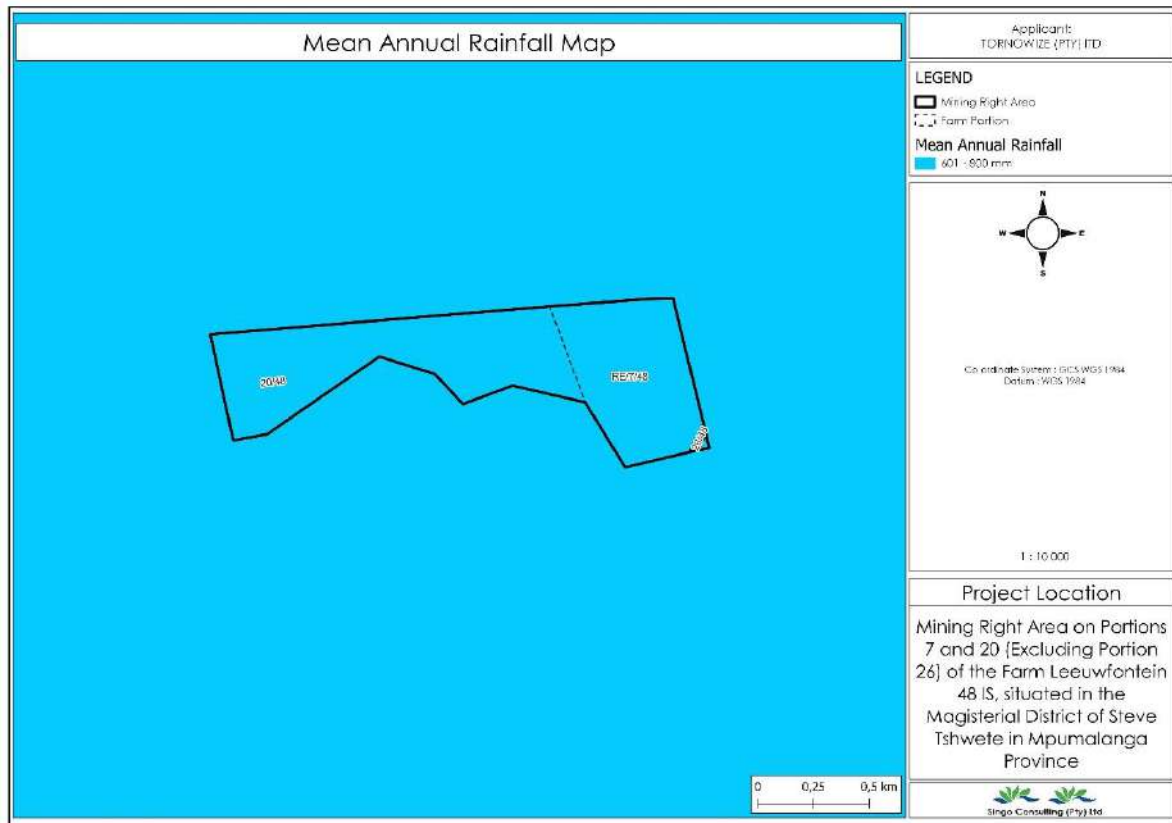 Mean Annual Rainfall Map
Applicant:
TORNOWIZE (PTY) LTD
LEGEND
Mining Right Area
Farm Portion
Mean Annual Rainfall
601 - 800 mm
N
W E
S
Co ordinate System : GCS WGS 1984
Datum : WGS 1984
1 : 10 000
20/48
RE/7/48
0 0,25 0,5 km
Project Location
Mining Right Area on Portions
7 and 20 (Excluding Portion
26) of the Farm Leeuwfontein
48 IS, situated in the
Magisterial District of Steve
Tshwete in Mpumalanga
Province
Singo Consulting (Pty) Ltd